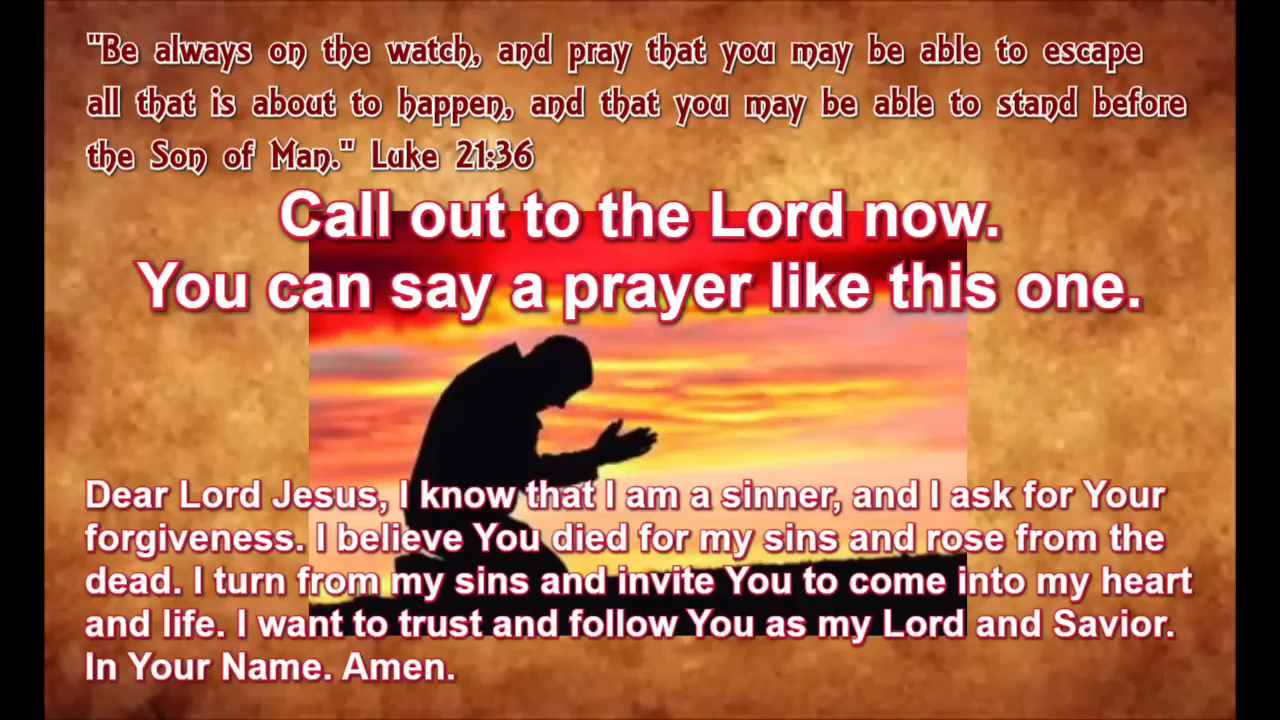 "Be always on the watch, and pray that you may be able to escape
all that is about to happen, and that you may be able to stand before
the Son of Man." Luke 21:36
Call out to the Lord now.
You can say a prayer like this one.
Dear Lord Jesus, I know that I am a sinner, and I ask for Your
forgiveness. I believe You died for my sins and rose from the
dead. I turn from my sins and invite You to come into my heart
and life. I want to trust and follow You as my Lord and Savior.
In Your Name. Amen.